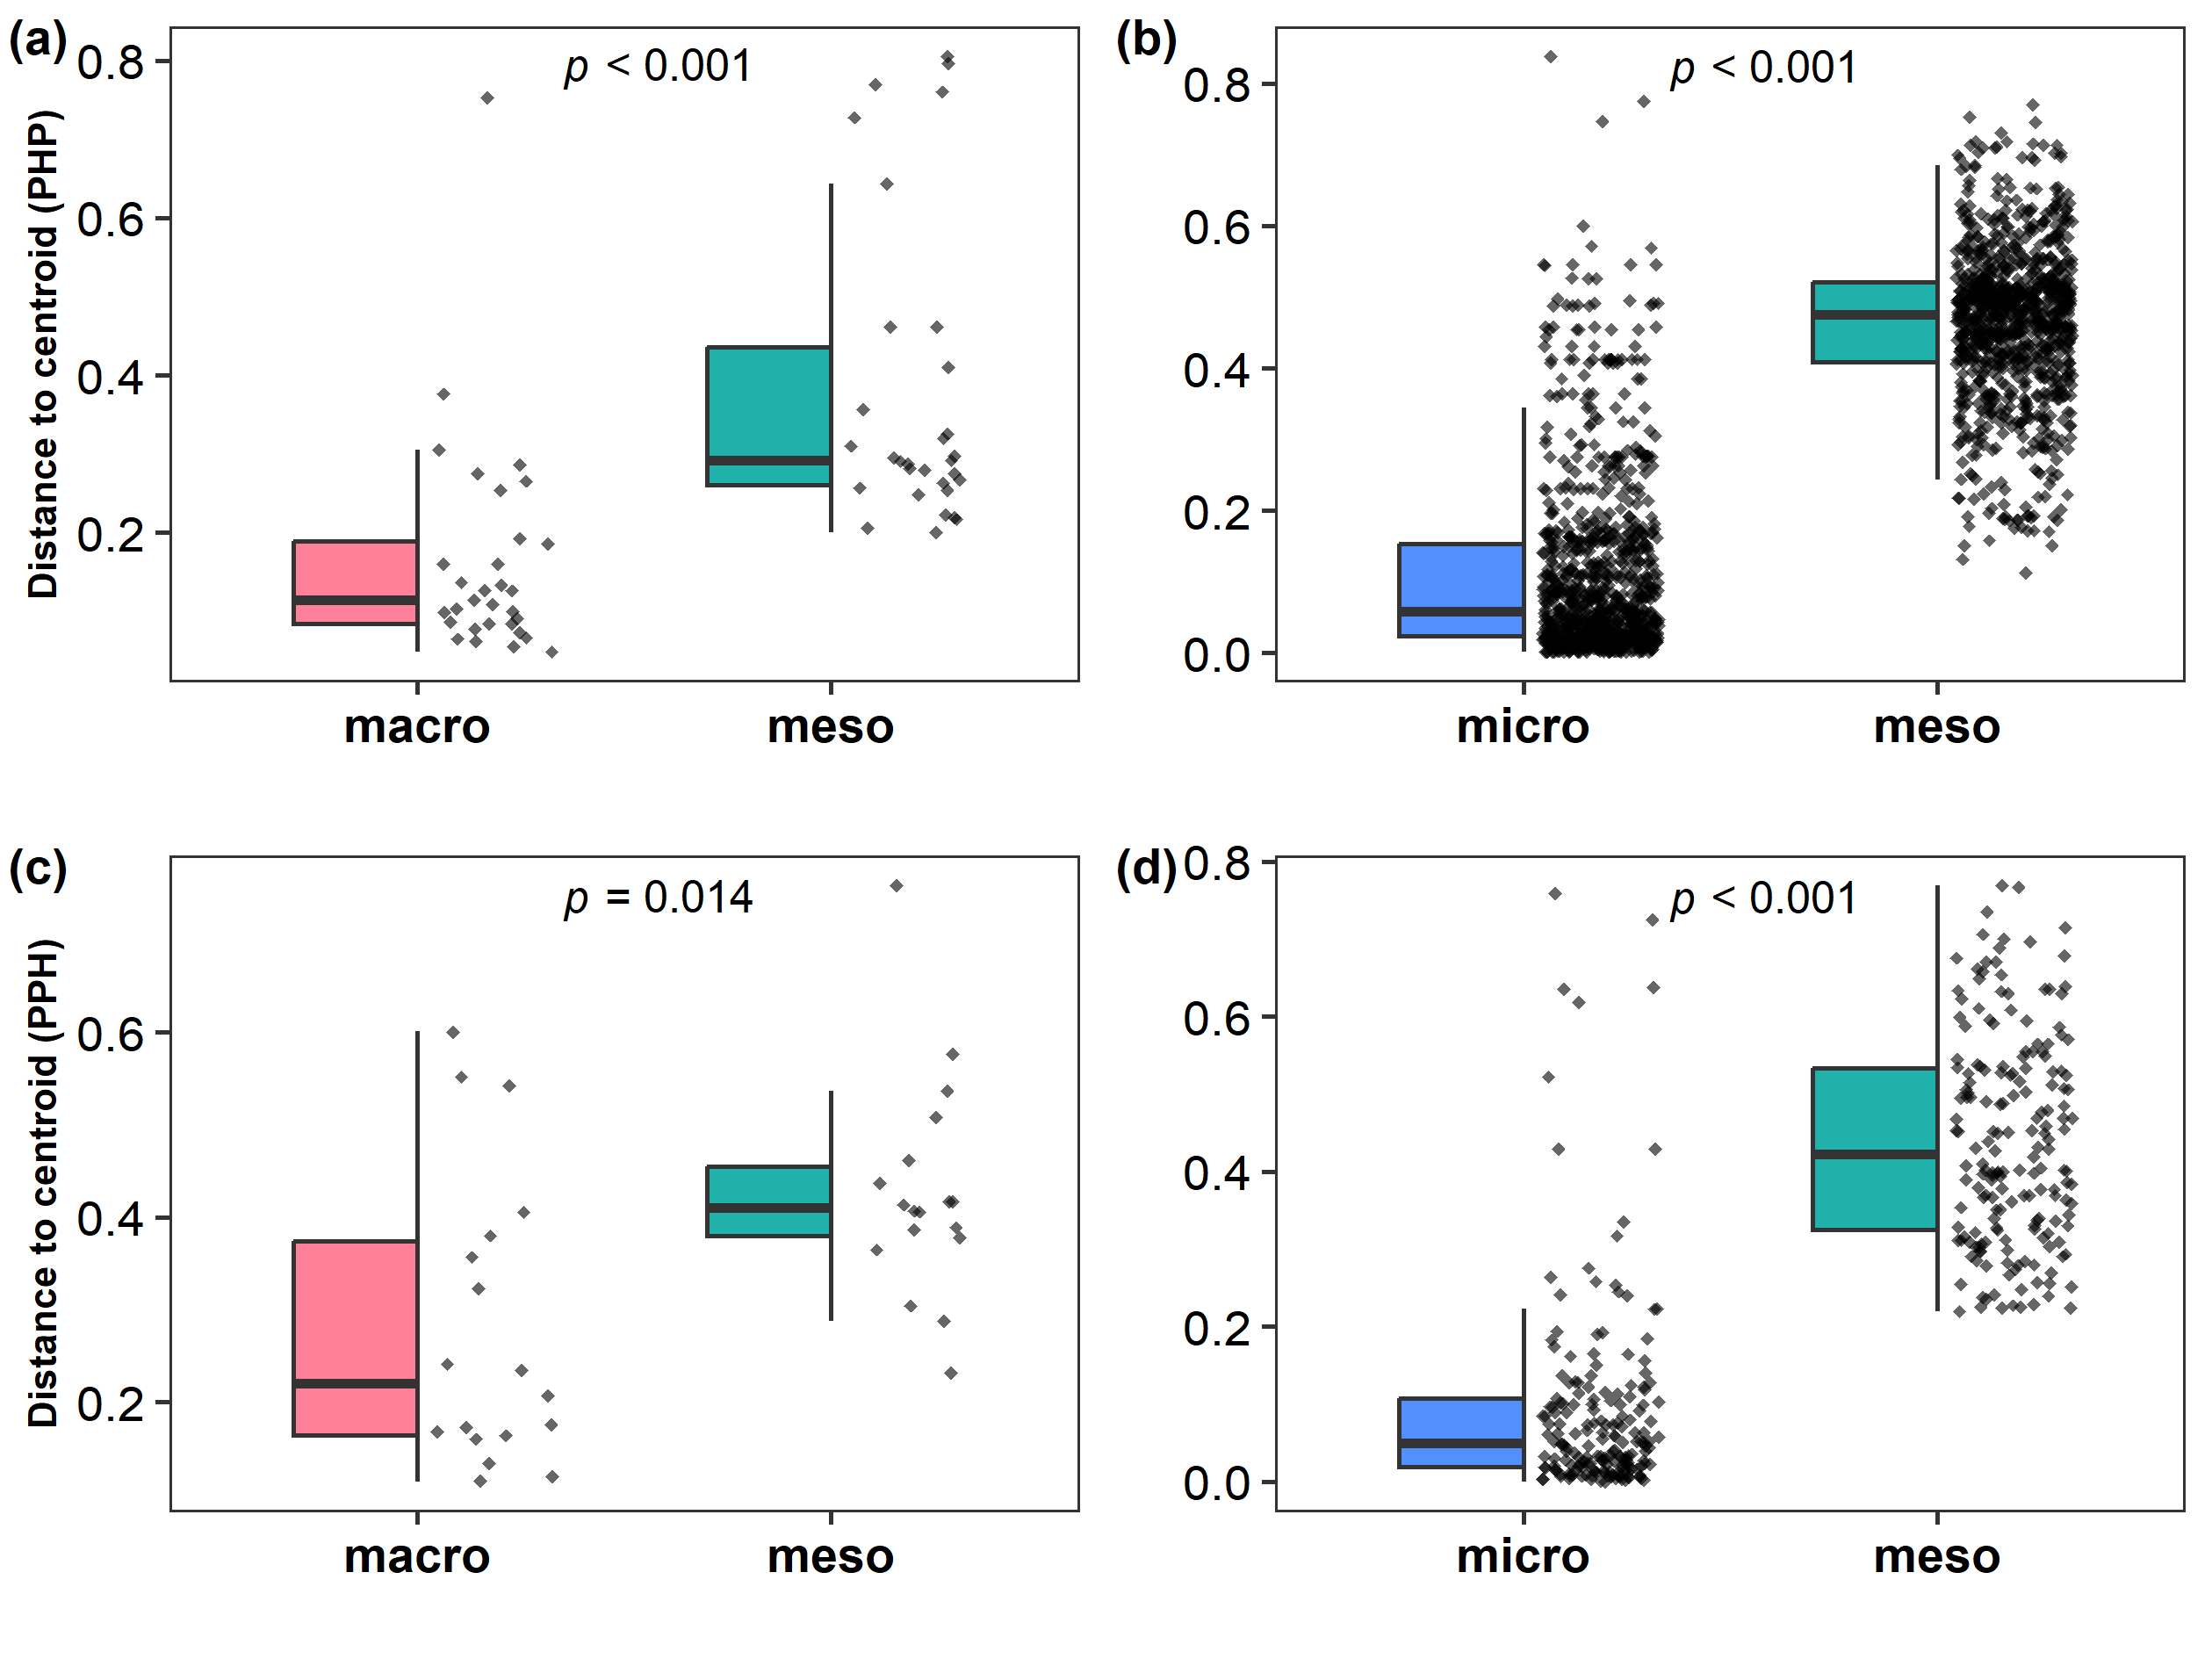 (a)
p < 0.001
Distance to centroid (PHP)
0.8
0.6
0.4
0.2
macro meso
(b)
p < 0.001
0.8
0.6
0.4
0.2
0.0
micro meso
(c)
p = 0.014
Distance to centroid (PPH)
0.6
0.4
0.2
macro meso
(d)
p < 0.001
0.8
0.6
0.4
0.2
0.0
micro meso